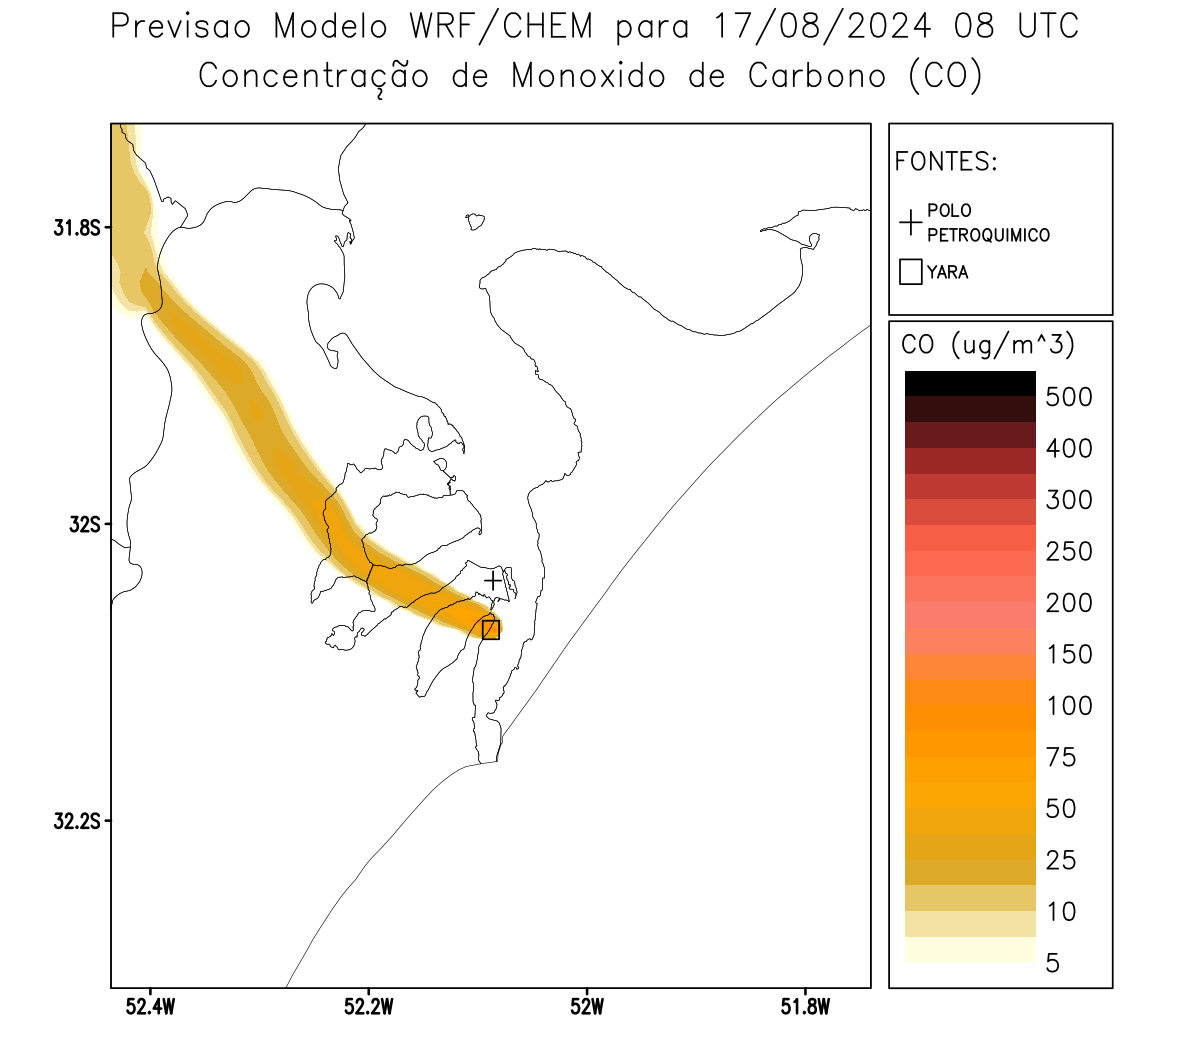 Previsao Modelo WRF/CHEM para 17/08/2024 08 UTC
Concentração de Monoxido de Carbono (CO)
FONTES:
POLO
PETROQUIMICO
YARA
31.8S
32S
32.2S
52.4W
52.2W
52W
51.8W
CO (ug/m^3)
500
400
300
250
200
150
100
75
50
25
10
5